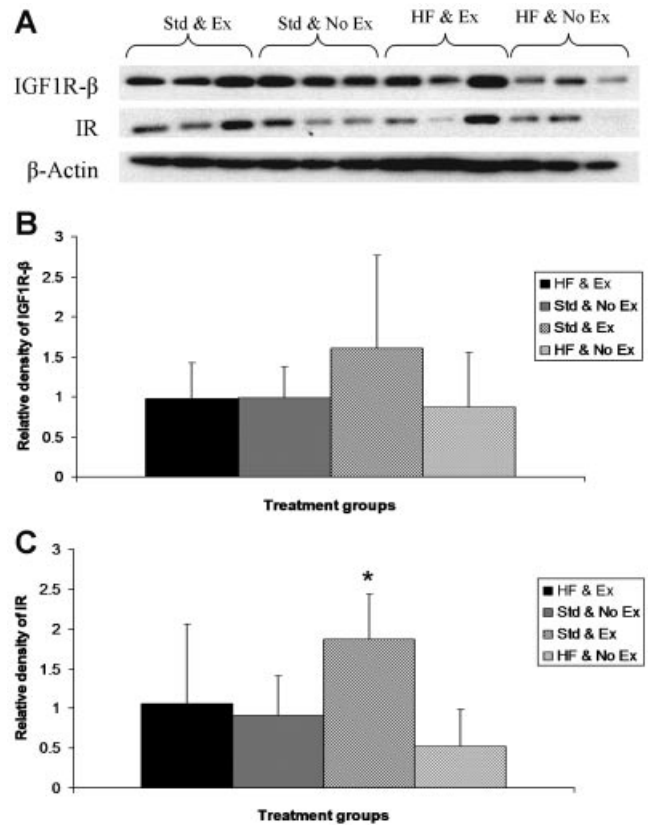 A
Std & Ex
Std & No Ex
HF & Ex
HF & No Ex
IGF1R-β
IR
β-Actin
B
Relative density of IGF1R-β
3
2.5
2
1.5
1
0.5
0
Treatment groups
HF & Ex
Std & No Ex
Std & Ex
HF & No Ex
C
Relative density of IR
3
2.5
2
1.5
1
0.5
0
*
Treatment groups
HF & Ex
Std & No Ex
Std & Ex
HF & No Ex